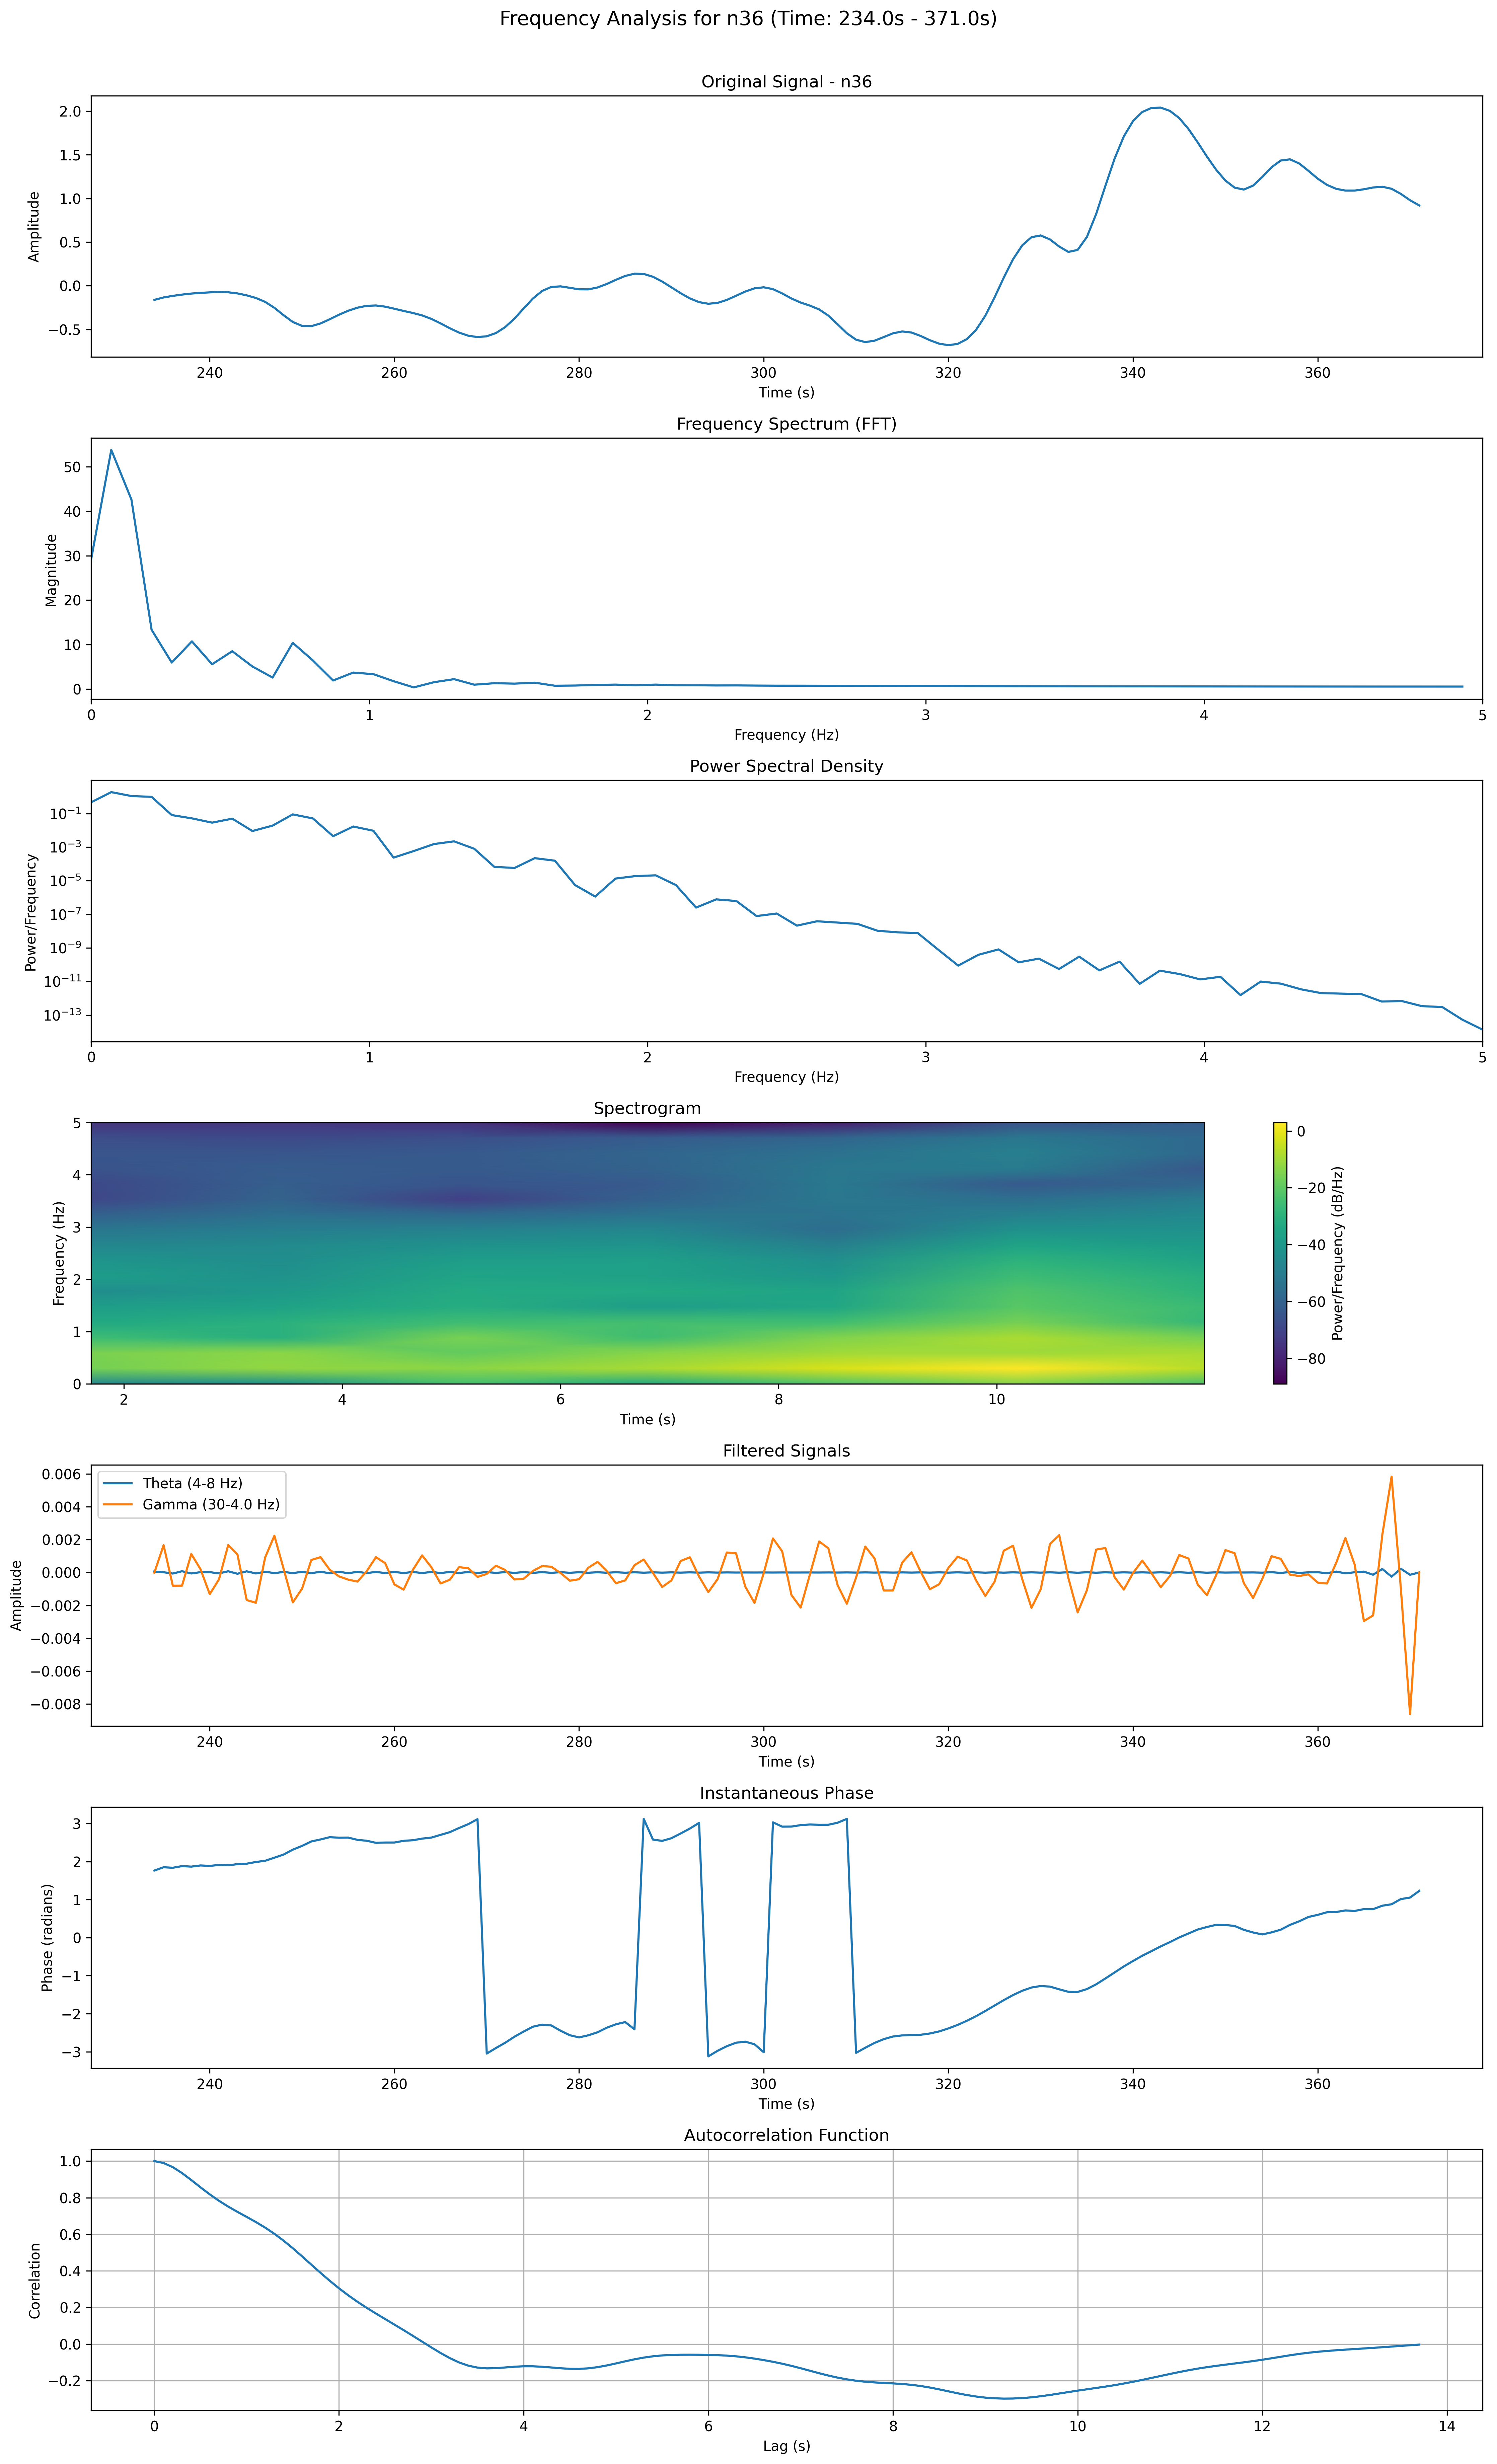 Frequency Analysis for n36 (Time: 234.0s - 371.0s)
Original Signal - n36
2.0
1.5
1.0
0.5
0.0
−0.5
Amplitude
240 260 280 300 320 340 360
Time (s)
Frequency Spectrum (FFT)
50
40
30
20
10
0
Magnitude
0 1 2 3 4 5
Frequency (Hz)
Power Spectral Density
10⁻¹
10⁻³
10⁻⁵
10⁻⁷
10⁻⁹
10⁻¹¹
10⁻¹³
Power/Frequency
0 1 2 3 4 5
Frequency (Hz)
Spectrogram
5
4
3
2
1
0
Frequency (Hz)
2 4 6 8 10
Time (s)
0
−20
−40
−60
−80
Power/Frequency (dB/Hz)
Filtered Signals
Theta (4-8 Hz)
Gamma (30-4.0 Hz)
0.006
0.004
0.002
0.000
−0.002
−0.004
−0.006
−0.008
Amplitude
240 260 280 300 320 340 360
Time (s)
Instantaneous Phase
3
2
1
0
−1
−2
−3
Phase (radians)
240 260 280 300 320 340 360
Time (s)
Autocorrelation Function
1.0
0.8
0.6
0.4
0.2
0.0
−0.2
Correlation
0 2 4 6 8 10 12 14
Lag (s)